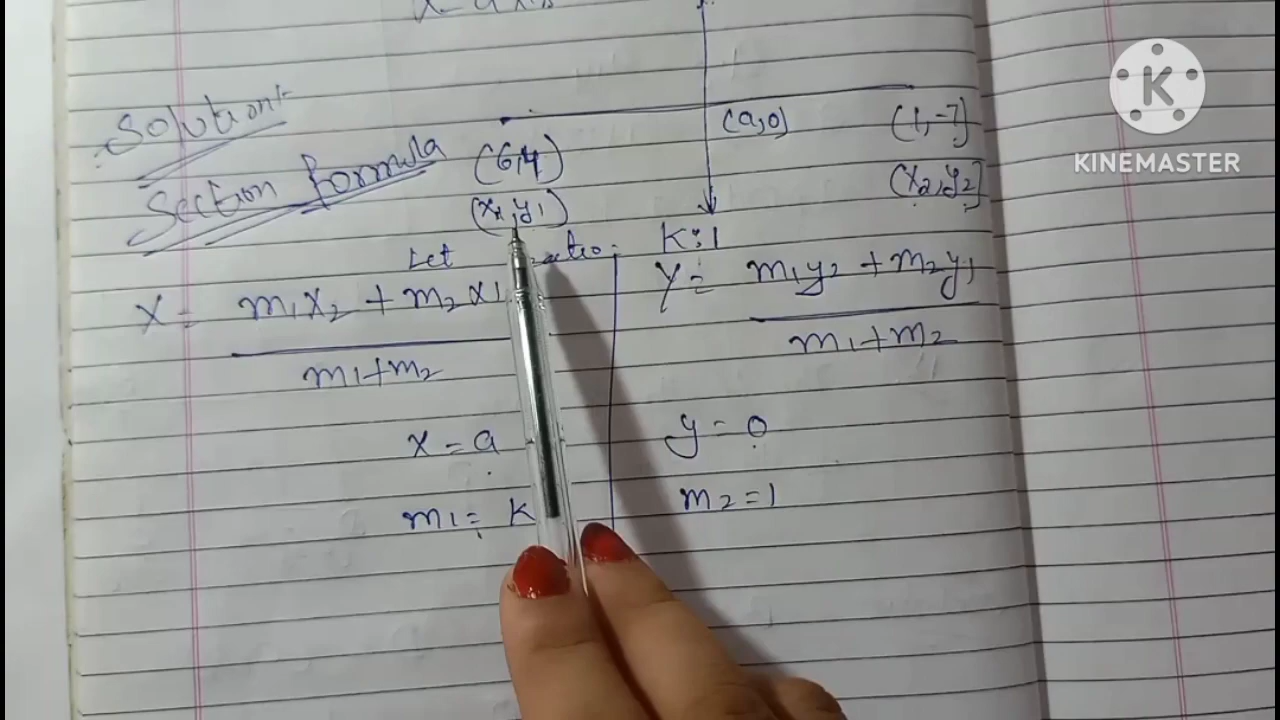 Solution:-
(a,0) (1,-7)
K
KINEMASTER
Section formula (6,4)
(x1,y1) (x2,y2)
Let K:1
X = m1x2 + m2x1 Y = m1y2 + m2y1
m1+m2 m1+m2
x = a y = 0
m1 = K m2 = 1